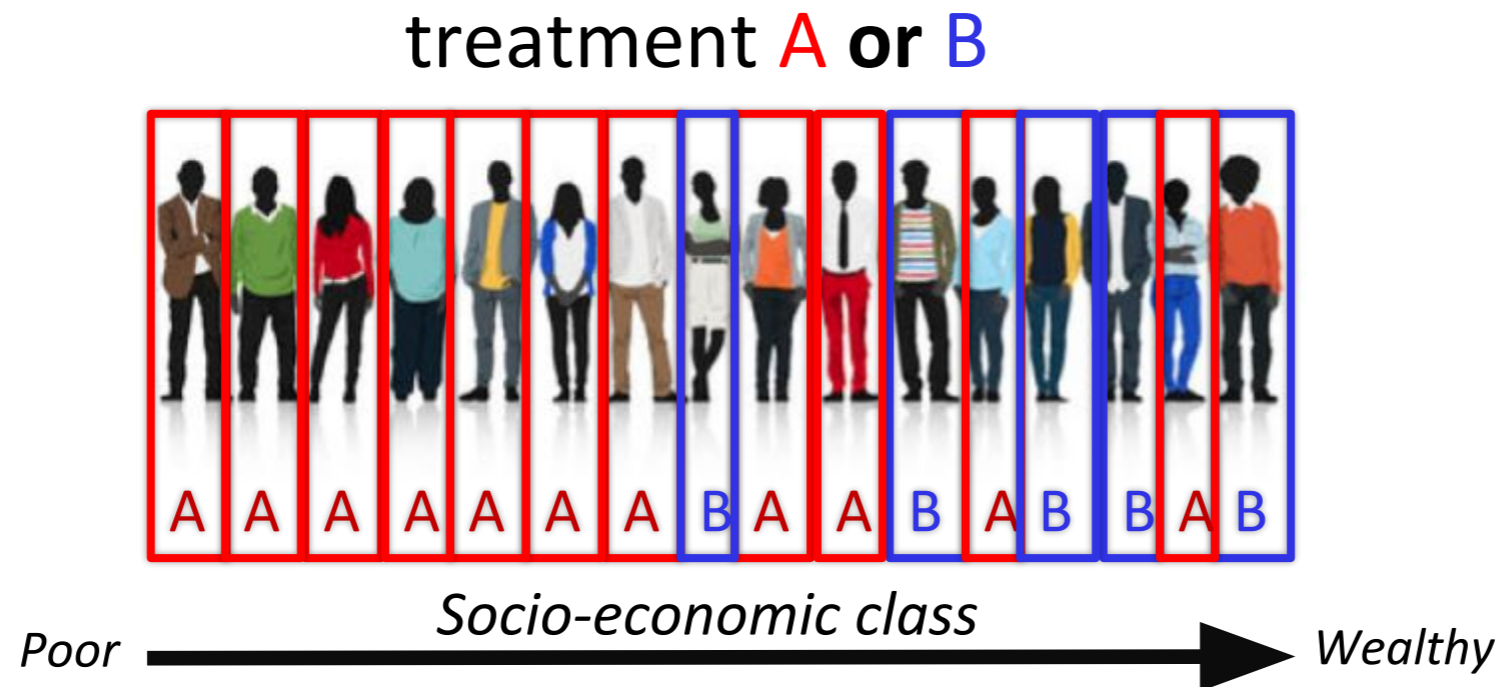 treatment A or B
A A A A A A A B A A B A B B A B
Socio-economic class
Poor Wealthy